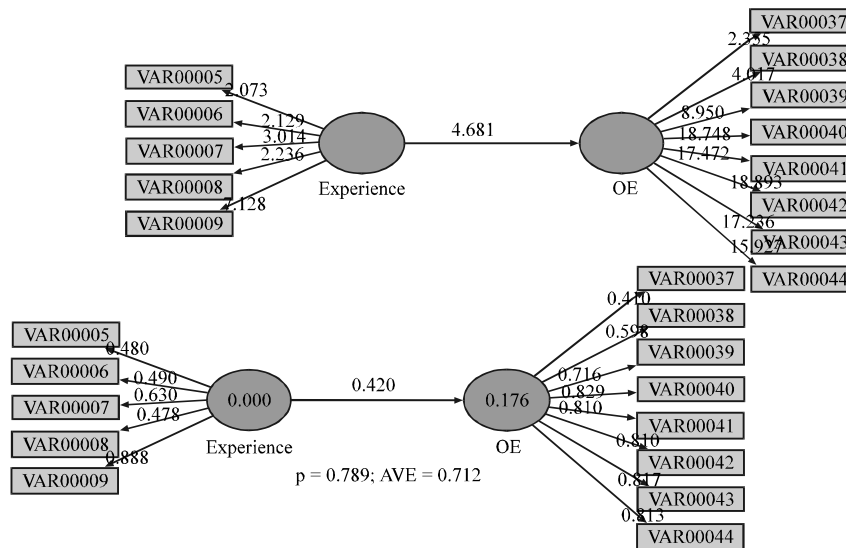 VAR00037
2.335
VAR00038
4.017
VAR00005
2.073
VAR00039
8.950
VAR00006
2.129
VAR00040
18.748
4.681
3.014
VAR00007
17.472
VAR00041
2.236
VAR00008
Experience
OE
18.893
VAR00042
7.128
VAR00009
17.236
VAR00043
15.927
VAR00044
VAR00037
0.410
VAR00038
0.598
VAR00005
0.480
VAR00039
VAR00006
0.490
0.716
0.420
VAR00040
0.829
0.630
0.000
0.176
VAR00007
0.810
0.478
VAR00041
VAR00008
0.810
Experience
OE
0.888
VAR00042
VAR00009
p = 0.789; AVE = 0.712
0.817
VAR00043
0.813
VAR00044